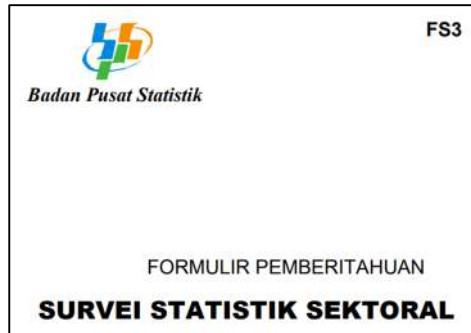 FS3
Badan Pusat Statistik
FORMULIR PEMBERITAHUAN
SURVEI STATISTIK SEKTORAL